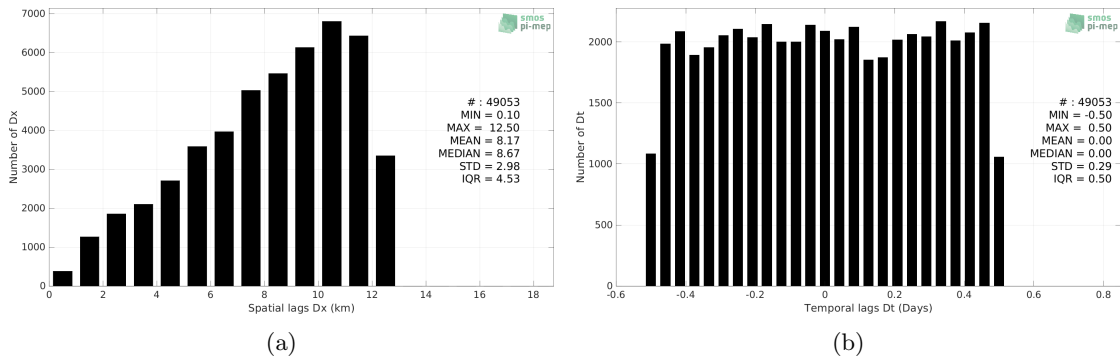 7000
6000
5000
4000
3000
2000
1000
0
Number of Dx
smos
pi-mep
# : 49053
MIN = 0.10
MAX = 12.50
MEAN = 8.17
MEDIAN = 8.67
STD = 2.98
IQR = 4.53
0 2 4 6 8 10 12 14 16 18
Spatial lags Dx (km)
(a)
2000
1500
1000
500
0
Number of Dt
smos
pi-mep
# : 49053
MIN = -0.50
MAX = 0.50
MEAN = 0.00
MEDIAN = 0.00
STD = 0.29
IQR = 0.50
-0.6 -0.4 -0.2 0 0.2 0.4 0.6 0.8
Temporal lags Dt (Days)
(b)